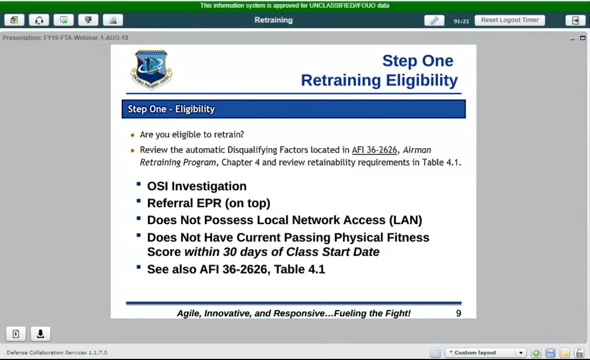 This information system is approved for UNCLASSIFIED//FOUO data
Retraining
91:21
Reset Logout Timer
Presentation: FY19-FTA-Webinar-1-AUG-18
Step One
Retraining Eligibility
Step One - Eligibility
Are you eligible to retrain?
Review the automatic Disqualifying Factors located in AFI 36-2626, Airman
Retraining Program, Chapter 4 and review retainability requirements in Table 4.1.
OSI Investigation
Referral EPR (on top)
Does Not Possess Local Network Access (LAN)
Does Not Have Current Passing Physical Fitness
Score within 30 days of Class Start Date
See also AFI 36-2626, Table 4.1
Agile, Innovative, and Responsive…Fueling the Fight!
9
Defense Collaboration Services 1.1.7.0
* Custom layout